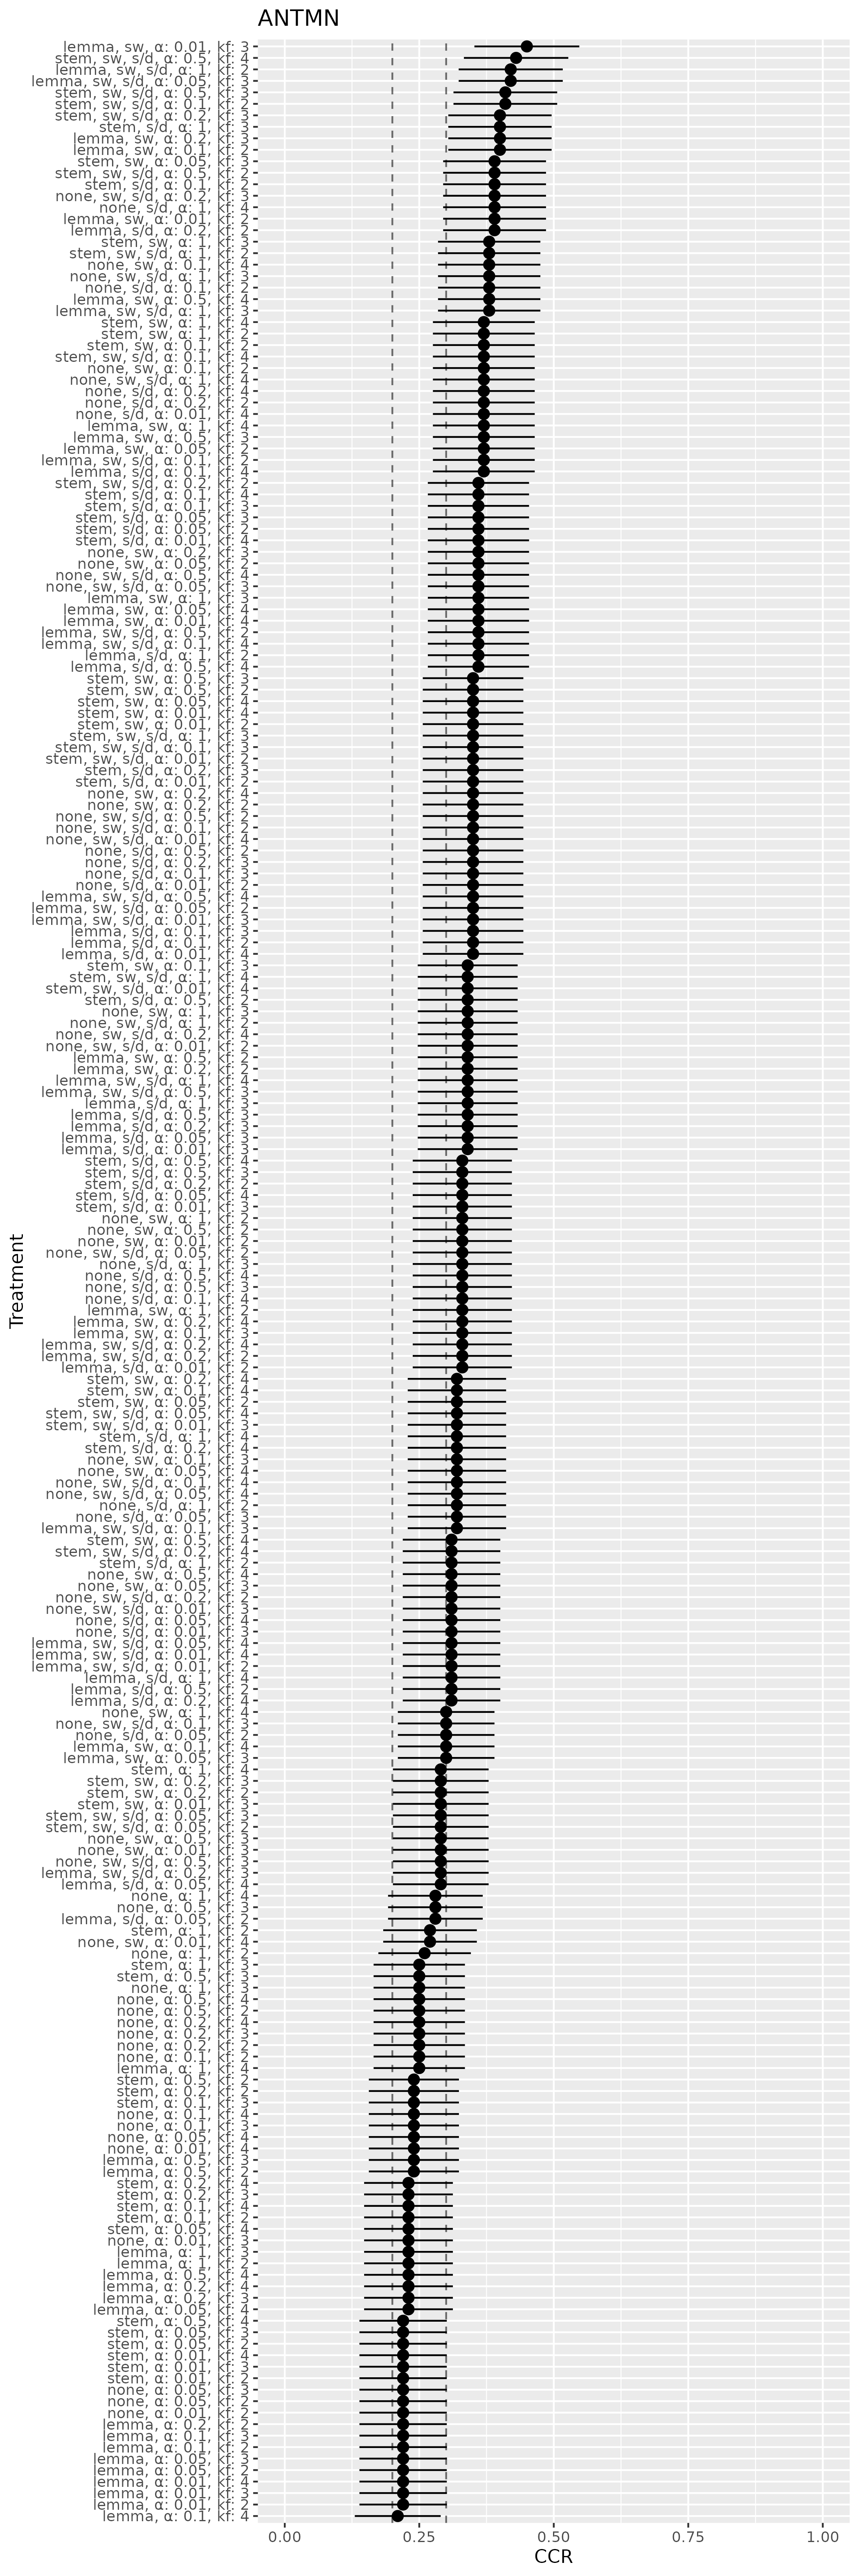 ANTMN
lemma, sw, α: 0.01, kf: 3
stem, sw, s/d, α: 0.5, kf: 4
lemma, sw, s/d, α: 1, kf: 2
lemma, sw, s/d, α: 0.05, kf: 3
stem, sw, s/d, α: 0.5, kf: 3
stem, sw, s/d, α: 0.1, kf: 2
stem, sw, s/d, α: 0.2, kf: 3
stem, s/d, α: 1, kf: 3
lemma, sw, α: 0.2, kf: 3
lemma, sw, α: 0.1, kf: 2
stem, sw, α: 0.05, kf: 3
stem, sw, s/d, α: 0.5, kf: 2
stem, s/d, α: 0.1, kf: 2
none, sw, s/d, α: 0.2, kf: 3
none, s/d, α: 1, kf: 4
lemma, sw, α: 0.01, kf: 2
lemma, s/d, α: 0.2, kf: 2
stem, sw, α: 1, kf: 3
stem, sw, s/d, α: 1, kf: 2
none, sw, α: 0.1, kf: 4
none, sw, s/d, α: 1, kf: 3
none, s/d, α: 0.1, kf: 2
lemma, sw, α: 0.5, kf: 4
lemma, sw, s/d, α: 1, kf: 3
stem, sw, α: 1, kf: 4
stem, sw, α: 1, kf: 2
stem, sw, α: 0.1, kf: 2
stem, sw, s/d, α: 0.1, kf: 4
none, sw, α: 0.1, kf: 2
none, sw, s/d, α: 1, kf: 4
none, s/d, α: 0.2, kf: 4
none, s/d, α: 0.2, kf: 2
none, s/d, α: 0.01, kf: 4
lemma, sw, α: 1, kf: 4
lemma, sw, α: 0.5, kf: 3
lemma, sw, α: 0.05, kf: 2
lemma, sw, s/d, α: 0.1, kf: 2
lemma, s/d, α: 0.1, kf: 4
stem, sw, s/d, α: 0.2, kf: 2
stem, s/d, α: 0.1, kf: 4
stem, s/d, α: 0.1, kf: 3
stem, s/d, α: 0.05, kf: 3
stem, s/d, α: 0.05, kf: 2
stem, s/d, α: 0.01, kf: 4
none, sw, α: 0.2, kf: 3
none, sw, α: 0.05, kf: 2
none, sw, s/d, α: 0.5, kf: 4
none, sw, s/d, α: 0.05, kf: 3
lemma, sw, α: 1, kf: 3
lemma, sw, α: 0.05, kf: 4
lemma, sw, α: 0.01, kf: 4
lemma, sw, s/d, α: 0.5, kf: 2
lemma, sw, s/d, α: 0.1, kf: 4
lemma, s/d, α: 1, kf: 2
lemma, s/d, α: 0.5, kf: 4
stem, sw, α: 0.5, kf: 3
stem, sw, α: 0.5, kf: 2
stem, sw, α: 0.05, kf: 4
stem, sw, α: 0.01, kf: 4
stem, sw, α: 0.01, kf: 2
stem, sw, s/d, α: 1, kf: 3
stem, sw, s/d, α: 0.1, kf: 3
stem, sw, s/d, α: 0.01, kf: 2
stem, s/d, α: 0.2, kf: 3
stem, s/d, α: 0.01, kf: 2
none, sw, α: 0.2, kf: 4
none, sw, α: 0.2, kf: 2
none, sw, s/d, α: 0.5, kf: 2
none, sw, s/d, α: 0.1, kf: 2
none, sw, s/d, α: 0.01, kf: 4
none, s/d, α: 0.5, kf: 2
none, s/d, α: 0.2, kf: 3
none, s/d, α: 0.1, kf: 3
none, s/d, α: 0.01, kf: 2
lemma, sw, s/d, α: 0.5, kf: 4
lemma, sw, s/d, α: 0.05, kf: 2
lemma, sw, s/d, α: 0.01, kf: 3
lemma, s/d, α: 0.1, kf: 3
lemma, s/d, α: 0.1, kf: 2
lemma, s/d, α: 0.01, kf: 4
stem, sw, α: 0.1, kf: 3
stem, sw, s/d, α: 1, kf: 4
stem, sw, s/d, α: 0.01, kf: 4
stem, s/d, α: 0.5, kf: 2
none, sw, α: 1, kf: 3
none, sw, s/d, α: 1, kf: 2
none, sw, s/d, α: 0.2, kf: 4
none, sw, s/d, α: 0.01, kf: 2
lemma, sw, α: 0.5, kf: 2
lemma, sw, α: 0.2, kf: 2
lemma, sw, s/d, α: 1, kf: 4
lemma, sw, s/d, α: 0.5, kf: 3
lemma, s/d, α: 1, kf: 3
lemma, s/d, α: 0.5, kf: 3
lemma, s/d, α: 0.2, kf: 3
lemma, s/d, α: 0.05, kf: 3
lemma, s/d, α: 0.01, kf: 3
stem, s/d, α: 0.5, kf: 4
stem, s/d, α: 0.5, kf: 3
stem, s/d, α: 0.2, kf: 2
stem, s/d, α: 0.05, kf: 4
stem, s/d, α: 0.01, kf: 3
none, sw, α: 1, kf: 2
none, sw, α: 0.5, kf: 2
none, sw, α: 0.01, kf: 2
none, sw, s/d, α: 0.05, kf: 2
none, s/d, α: 1, kf: 3
none, s/d, α: 0.5, kf: 4
none, s/d, α: 0.5, kf: 3
none, s/d, α: 0.1, kf: 4
lemma, sw, α: 1, kf: 2
lemma, sw, α: 0.2, kf: 4
lemma, sw, α: 0.1, kf: 3
lemma, sw, s/d, α: 0.2, kf: 4
lemma, sw, s/d, α: 0.2, kf: 2
lemma, s/d, α: 0.01, kf: 2
stem, sw, α: 0.2, kf: 4
stem, sw, α: 0.1, kf: 4
stem, sw, α: 0.05, kf: 2
stem, sw, s/d, α: 0.05, kf: 4
stem, sw, s/d, α: 0.01, kf: 3
stem, s/d, α: 1, kf: 4
stem, s/d, α: 0.2, kf: 4
none, sw, α: 0.1, kf: 3
none, sw, α: 0.05, kf: 4
none, sw, s/d, α: 0.1, kf: 4
none, sw, s/d, α: 0.05, kf: 4
none, s/d, α: 1, kf: 2
none, s/d, α: 0.05, kf: 3
lemma, sw, s/d, α: 0.1, kf: 3
stem, sw, α: 0.5, kf: 4
stem, sw, s/d, α: 0.2, kf: 4
stem, s/d, α: 1, kf: 2
none, sw, α: 0.5, kf: 4
none, sw, α: 0.05, kf: 3
none, sw, s/d, α: 0.2, kf: 2
none, sw, s/d, α: 0.01, kf: 3
none, s/d, α: 0.05, kf: 4
none, s/d, α: 0.01, kf: 3
lemma, sw, s/d, α: 0.05, kf: 4
lemma, sw, s/d, α: 0.01, kf: 4
lemma, sw, s/d, α: 0.01, kf: 2
lemma, s/d, α: 1, kf: 4
lemma, s/d, α: 0.5, kf: 2
lemma, s/d, α: 0.2, kf: 4
none, sw, α: 1, kf: 4
none, sw, s/d, α: 0.1, kf: 3
none, s/d, α: 0.05, kf: 2
lemma, sw, α: 0.1, kf: 4
lemma, sw, α: 0.05, kf: 3
stem, α: 1, kf: 4
stem, sw, α: 0.2, kf: 3
stem, sw, α: 0.2, kf: 2
stem, sw, α: 0.01, kf: 3
stem, sw, s/d, α: 0.05, kf: 3
stem, sw, s/d, α: 0.05, kf: 2
none, sw, α: 0.5, kf: 3
none, sw, α: 0.01, kf: 3
none, sw, s/d, α: 0.5, kf: 3
lemma, sw, s/d, α: 0.2, kf: 3
lemma, s/d, α: 0.05, kf: 4
none, α: 1, kf: 4
none, α: 0.5, kf: 3
lemma, s/d, α: 0.05, kf: 2
stem, α: 1, kf: 2
none, sw, α: 0.01, kf: 4
none, α: 1, kf: 2
stem, α: 1, kf: 3
stem, α: 0.5, kf: 3
none, α: 1, kf: 3
none, α: 0.5, kf: 4
none, α: 0.5, kf: 2
none, α: 0.2, kf: 4
none, α: 0.2, kf: 3
none, α: 0.2, kf: 2
none, α: 0.1, kf: 2
lemma, α: 1, kf: 4
stem, α: 0.5, kf: 2
stem, α: 0.2, kf: 2
stem, α: 0.1, kf: 3
none, α: 0.1, kf: 4
none, α: 0.1, kf: 3
none, α: 0.05, kf: 4
none, α: 0.01, kf: 4
lemma, α: 0.5, kf: 3
lemma, α: 0.5, kf: 2
stem, α: 0.2, kf: 4
stem, α: 0.2, kf: 3
stem, α: 0.1, kf: 4
stem, α: 0.1, kf: 2
stem, α: 0.05, kf: 4
none, α: 0.01, kf: 3
lemma, α: 1, kf: 3
lemma, α: 1, kf: 2
lemma, α: 0.5, kf: 4
lemma, α: 0.2, kf: 4
lemma, α: 0.2, kf: 3
lemma, α: 0.05, kf: 4
stem, α: 0.5, kf: 4
stem, α: 0.05, kf: 3
stem, α: 0.05, kf: 2
stem, α: 0.01, kf: 4
stem, α: 0.01, kf: 3
stem, α: 0.01, kf: 2
none, α: 0.05, kf: 3
none, α: 0.05, kf: 2
none, α: 0.01, kf: 2
lemma, α: 0.2, kf: 2
lemma, α: 0.1, kf: 3
lemma, α: 0.1, kf: 2
lemma, α: 0.05, kf: 3
lemma, α: 0.05, kf: 2
lemma, α: 0.01, kf: 4
lemma, α: 0.01, kf: 3
lemma, α: 0.01, kf: 2
lemma, α: 0.1, kf: 4
Treatment
0.00 0.25 0.50 0.75 1.00
CCR